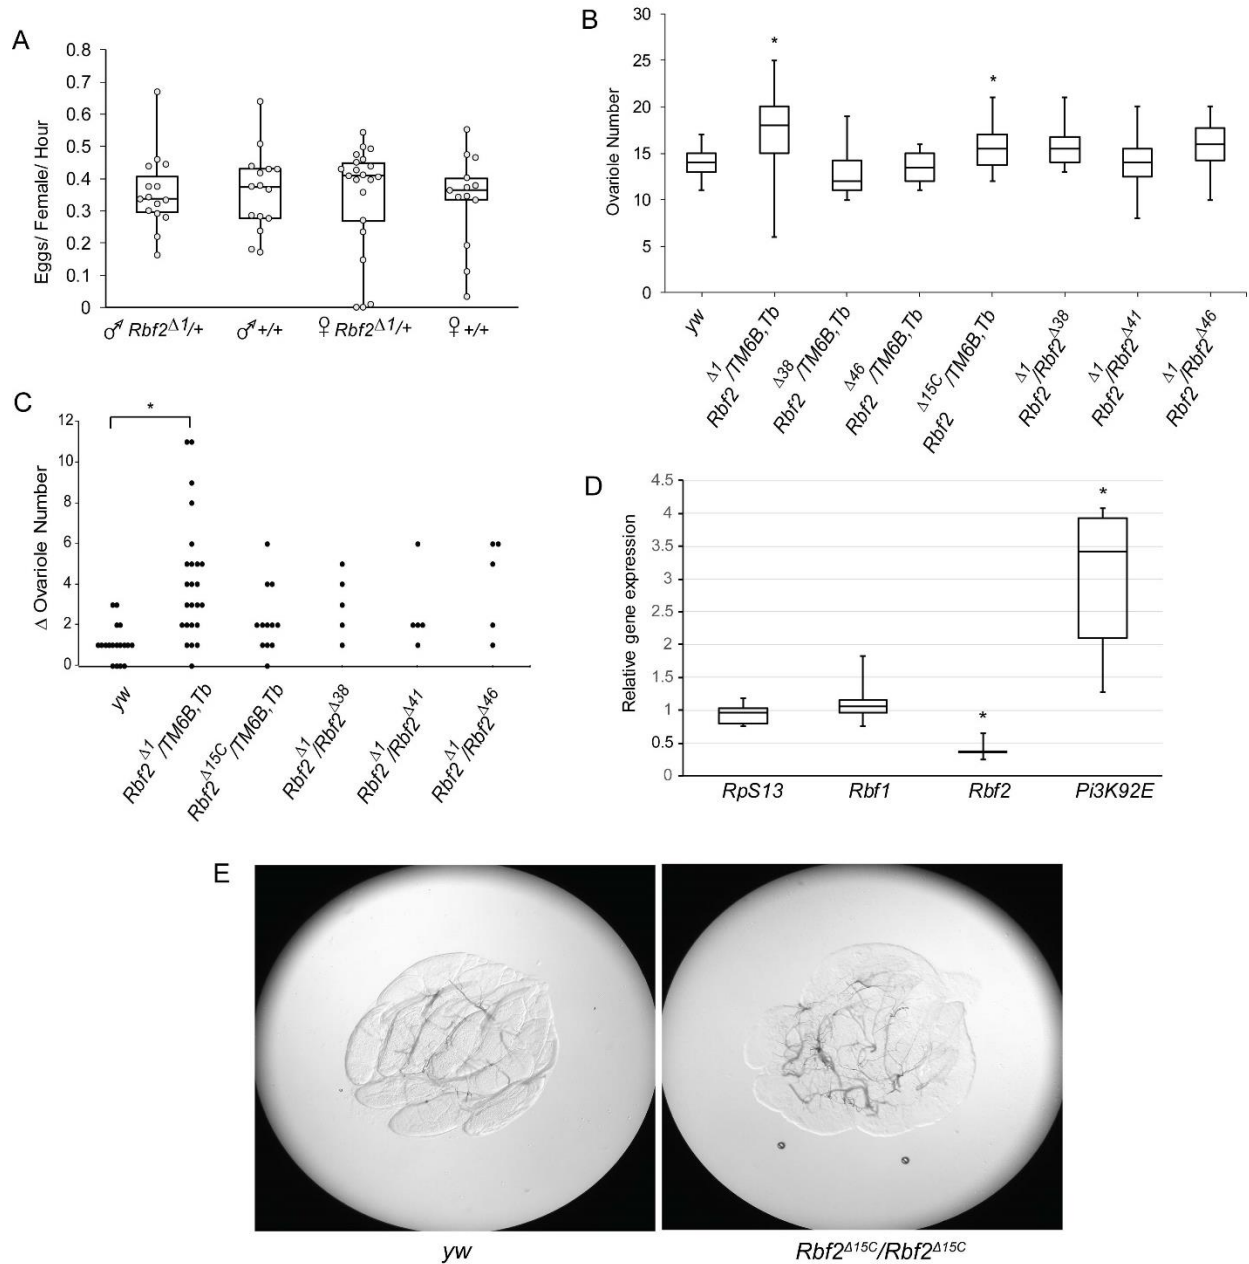 A
Eggs/ Female/ Hour
0.8
0.7
0.6
0.5
0.4
0.3
0.2
0.1
0
♂ Rbf2Δ1/+
♂ +/+
♀ Rbf2Δ1/+
♀ +/+
B
Ovariole Number
30
25
20
15
10
5
0
*
*
yw
Rbf2Δ1/TM6B,Tb
Rbf2Δ38/TM6B,Tb
Rbf2Δ46/TM6B,Tb
Rbf2Δ15C/TM6B,Tb
Rbf2Δ1/Rbf2Δ38
Rbf2Δ1/Rbf2Δ41
Rbf2Δ1/Rbf2Δ46
C
Δ Ovariole Number
12
10
8
6
4
2
0
*
yw
Rbf2Δ1/TM6B,Tb
Rbf2Δ15C/TM6B,Tb
Rbf2Δ1/Rbf2Δ38
Rbf2Δ1/Rbf2Δ41
Rbf2Δ1/Rbf2Δ46
D
Relative gene expression
4.5
4
3.5
3
2.5
2
1.5
1
0.5
0
*
*
RpS13
Rbf1
Rbf2
Pi3K92E
E
yw
Rbf2Δ15C/Rbf2Δ15C